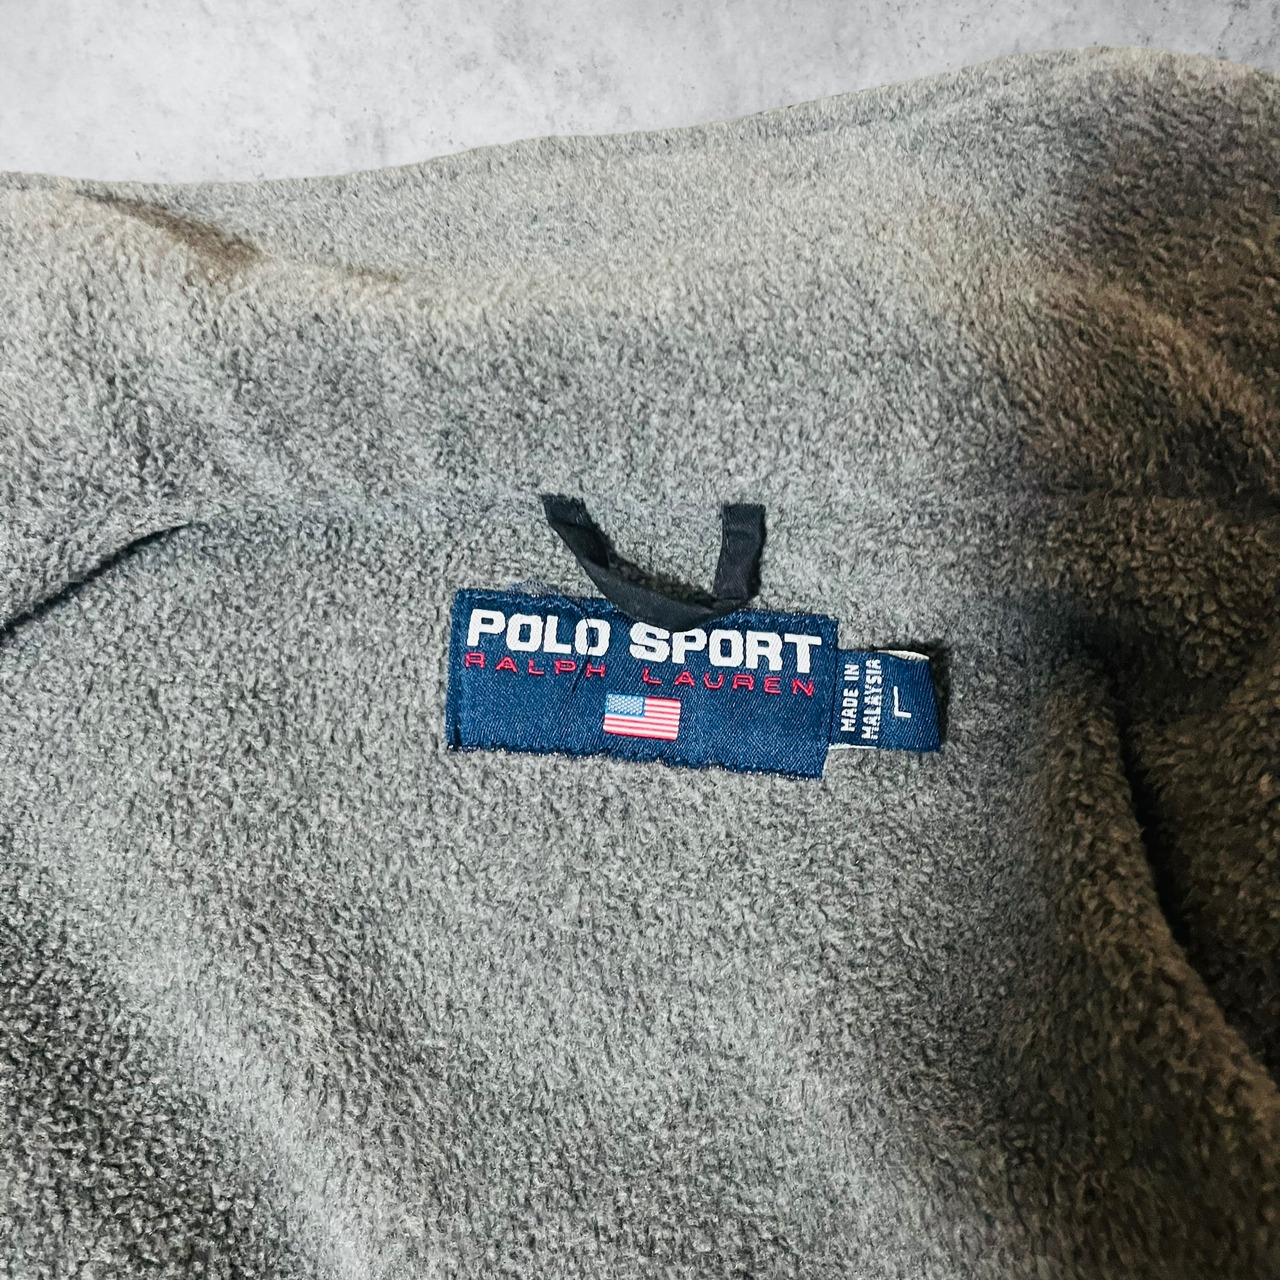 POLO SPORT
RALPH LAUREN
MADE IN
MALAYSIA
L